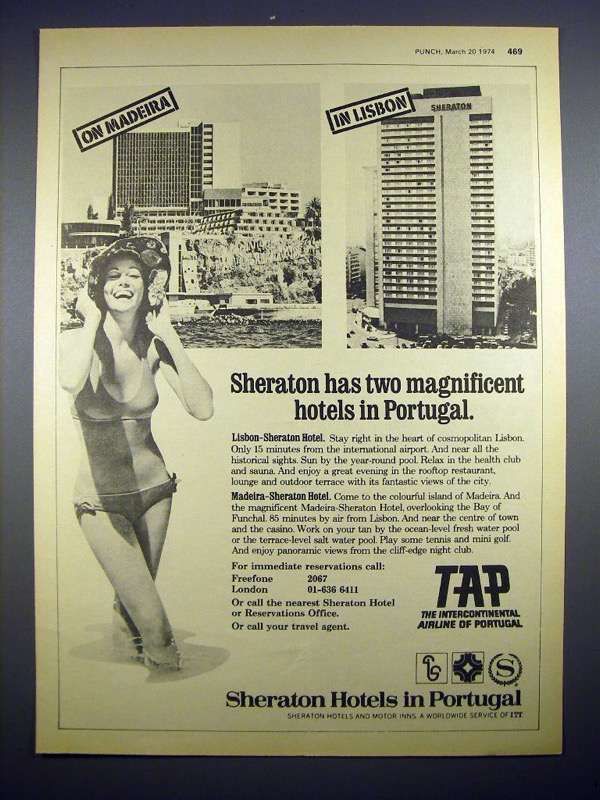 PUNCH, March 20 1974 469
ON MADEIRA
IN LISBON
SHERATON
Sheraton has two magnificent
hotels in Portugal.
Lisbon-Sheraton Hotel. Stay right in the heart of cosmopolitan Lisbon.
Only 15 minutes from the international airport. And near all the
historical sights. Sun by the year-round pool. Relax in the health club
and sauna. And enjoy a great evening in the rooftop restaurant,
lounge and outdoor terrace with its fantastic views of the city.
Madeira-Sheraton Hotel. Come to the colourful island of Madeira. And
the magnificent Madeira-Sheraton Hotel, overlooking the Bay of
Funchal. 85 minutes by air from Lisbon. And near the centre of town
and the casino. Work on your tan by the ocean-level fresh water pool
or the terrace-level salt water pool. Play some tennis and mini golf.
And enjoy panoramic views from the cliff-edge night club.
For immediate reservations call:
Freefone 2067
London 01-636 6411
Or call the nearest Sheraton Hotel
or Reservations Office.
Or call your travel agent.
TAP
THE INTERCONTINENTAL
AIRLINE OF PORTUGAL
S
Sheraton Hotels in Portugal
SHERATON HOTELS AND MOTOR INNS. A WORLDWIDE SERVICE OF ITT